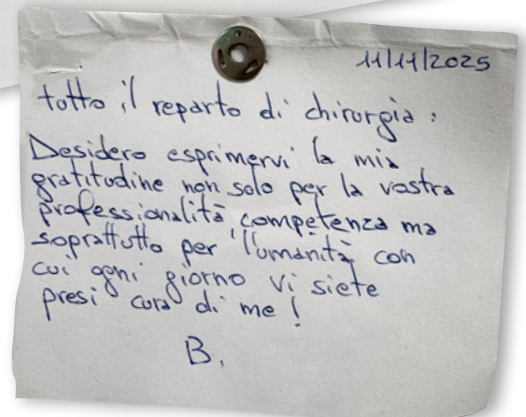 11/11/2025
tutto il reparto di chirurgia :
Desidero esprimervi la mia
gratitudine non solo per la vostra
professionalità, competenza ma
soprattutto per l'umanità con
cui ogni giorno vi siete
presi cura di me !
B.